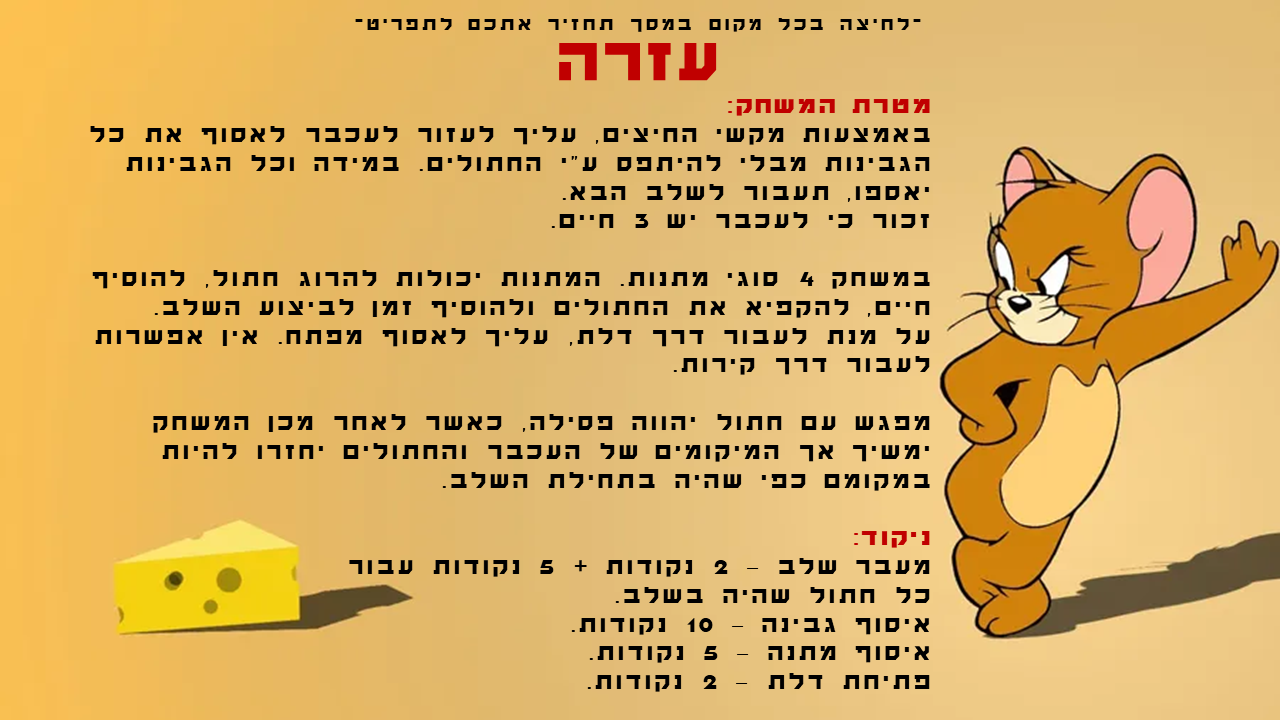 -לחיצה בכל מקום במסך תחזיר אתכם לתפריט-
עזרה
מטרת המשחק:
באמצעות מקשי החיצים, עליך לעזור לעכבר לאסוף את כל
הגבינות מבלי להיתפס ע"י החתולים. במידה וכל הגבינות
יאספו, תעבור לשלב הבא.
זכור כי לעכבר יש 3 חיים.
במשחק 4 סוגי מתנות. המתנות יכולות להרוג חתול, להוסיף
חיים, להקפיא את החתולים ולהוסיף זמן לביצוע השלב.
על מנת לעבור דרך דלת, עליך לאסוף מפתח. אין אפשרות
לעבור דרך קירות.
מפגש עם חתול יהווה פסילה, כאשר לאחר מכן המשחק
ימשיך אך המיקומים של העכבר והחתולים יחזרו להיות
במקומם כפי שהיה בתחילת השלב.
ניקוד:
מעבר שלב – 2 נקודות + 5 נקודות עבור
כל חתול שהיה בשלב.
איסוף גבינה – 10 נקודות.
איסוף מתנה – 5 נקודות.
פתיחת דלת – 2 נקודות.